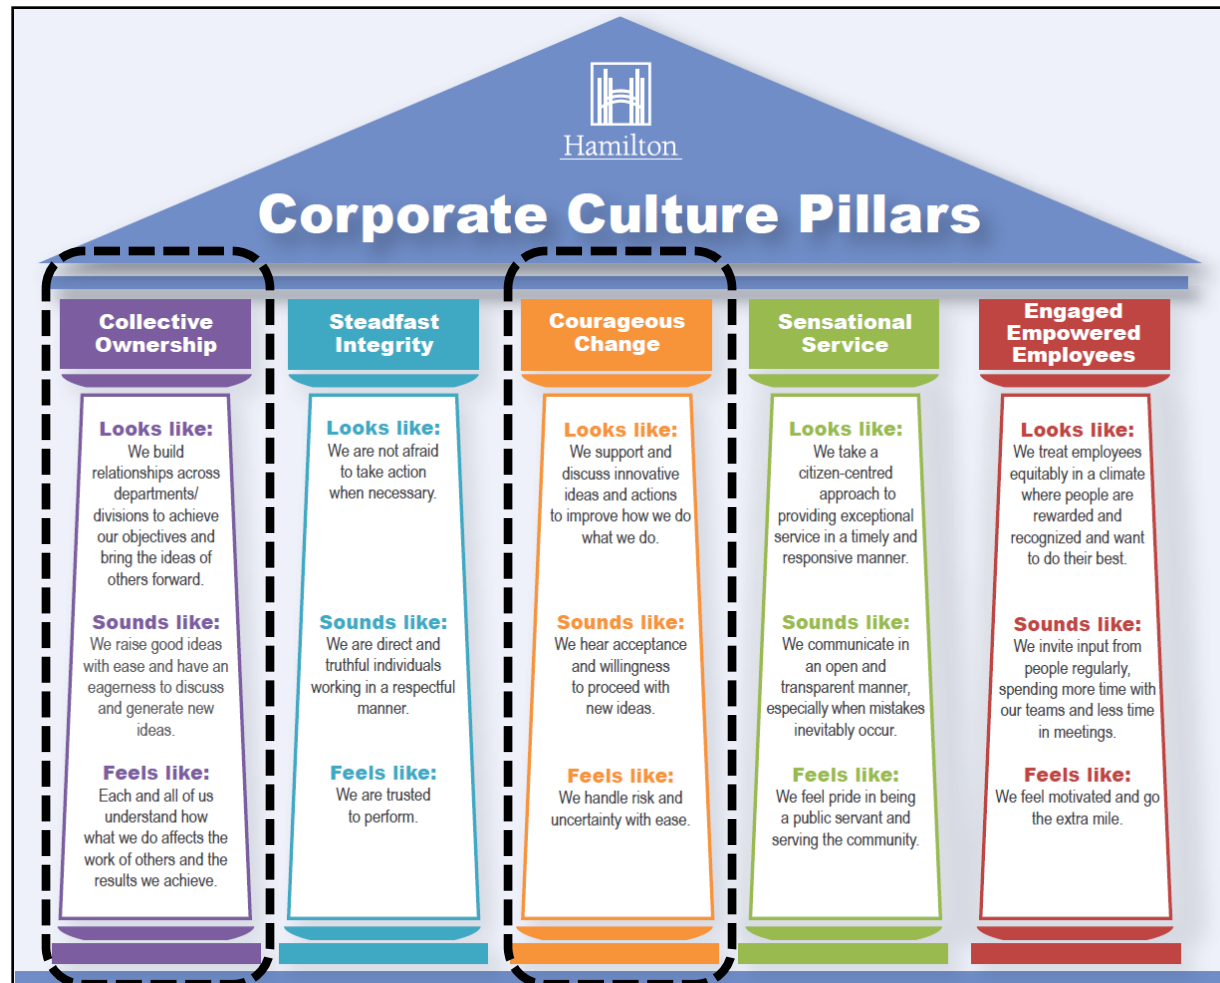 Hamilton
Corporate Culture Pillars
Collective
Ownership
Looks like:
We build
relationships across
departments/
divisions to achieve
our objectives and
bring the ideas of
others forward.
Sounds like:
We raise good ideas
with ease and have an
eagerness to discuss
and generate new
ideas.
Feels like:
Each and all of us
understand how
what we do affects the
work of others and the
results we achieve.
Steadfast
Integrity
Looks like:
We are not afraid
to take action
when necessary.
Sounds like:
We are direct and
truthful individuals
working in a respectful
manner.
Feels like:
We are trusted
to perform.
Courageous
Change
Looks like:
We support and
discuss innovative
ideas and actions
to improve how we do
what we do.
Sounds like:
We hear acceptance
and willingness
to proceed with
new ideas.
Feels like:
We handle risk and
uncertainty with ease.
Sensational
Service
Looks like:
We take a
citizen-centred
approach to
providing exceptional
service in a timely and
responsive manner.
Sounds like:
We communicate in
an open and
transparent manner,
especially when mistakes
inevitably occur.
Feels like:
We feel pride in being
a public servant and
serving the community.
Engaged
Empowered
Employees
Looks like:
We treat employees
equitably in a climate
where people are
rewarded and
recognized and want
to do their best.
Sounds like:
We invite input from
people regularly,
spending more time with
our teams and less time
in meetings.
Feels like:
We feel motivated and go
the extra mile.